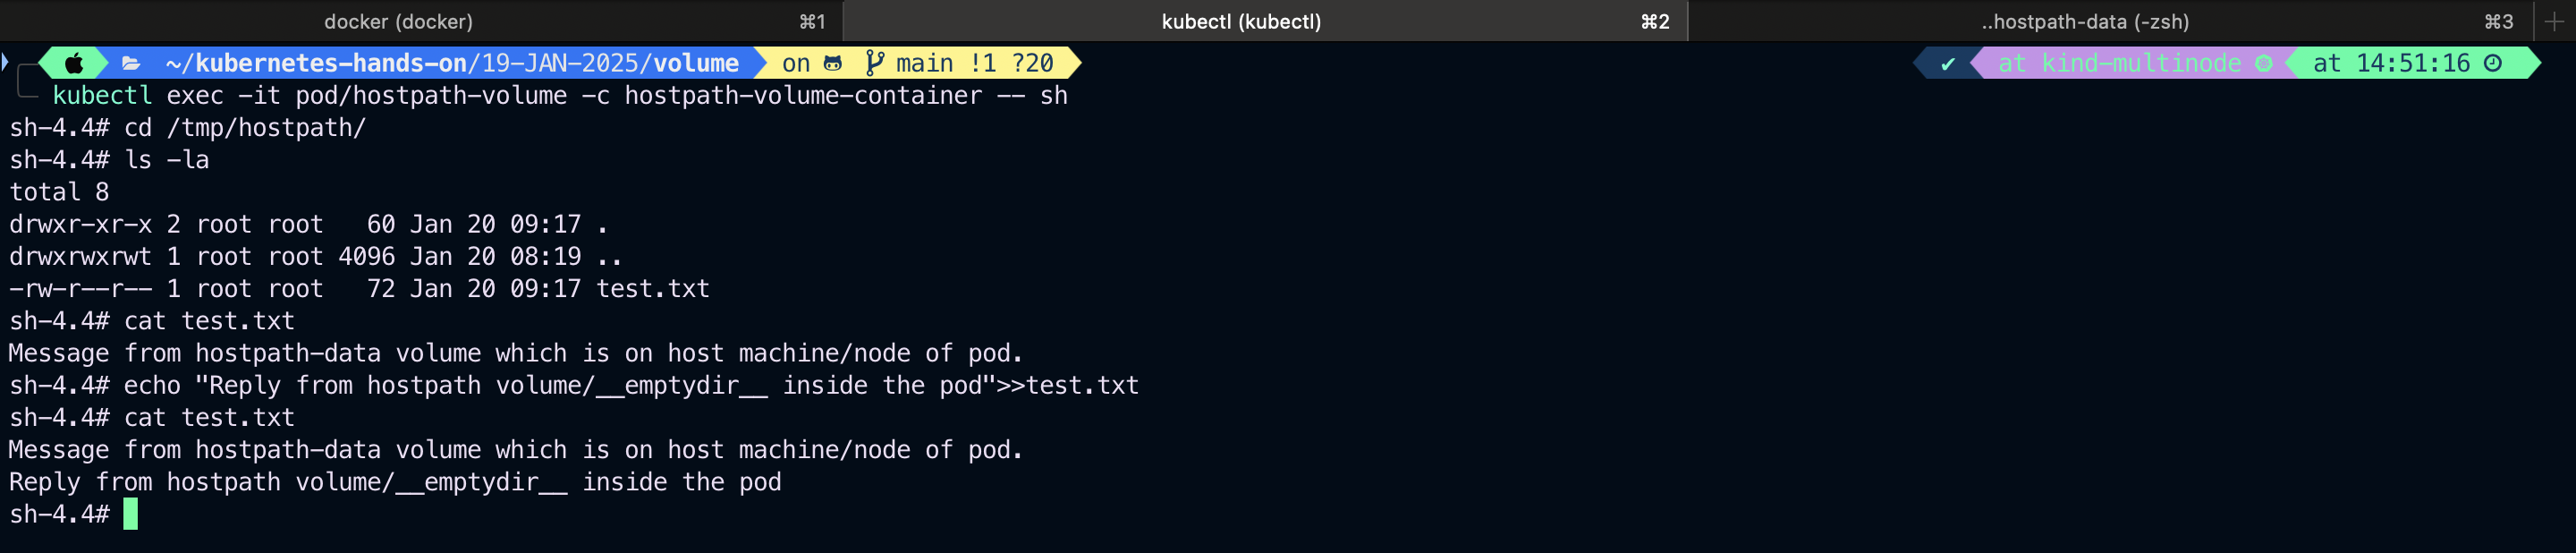 docker (docker) ⌘1 kubectl (kubectl) ⌘2 ..hostpath-data (-zsh) ⌘3
~/kubernetes-hands-on/19-JAN-2025/volume on main !1 ?20 ✔ at kind-multinode at 14:51:16
kubectl exec -it pod/hostpath-volume -c hostpath-volume-container -- sh
sh-4.4# cd /tmp/hostpath/
sh-4.4# ls -la
total 8
drwxr-xr-x 2 root root   60 Jan 20 09:17 .
drwxrwxrwt 1 root root 4096 Jan 20 08:19 ..
-rw-r--r-- 1 root root   72 Jan 20 09:17 test.txt
sh-4.4# cat test.txt
Message from hostpath-data volume which is on host machine/node of pod.
sh-4.4# echo "Reply from hostpath volume/__emptydir__ inside the pod">>test.txt
sh-4.4# cat test.txt
Message from hostpath-data volume which is on host machine/node of pod.
Reply from hostpath volume/__emptydir__ inside the pod
sh-4.4#